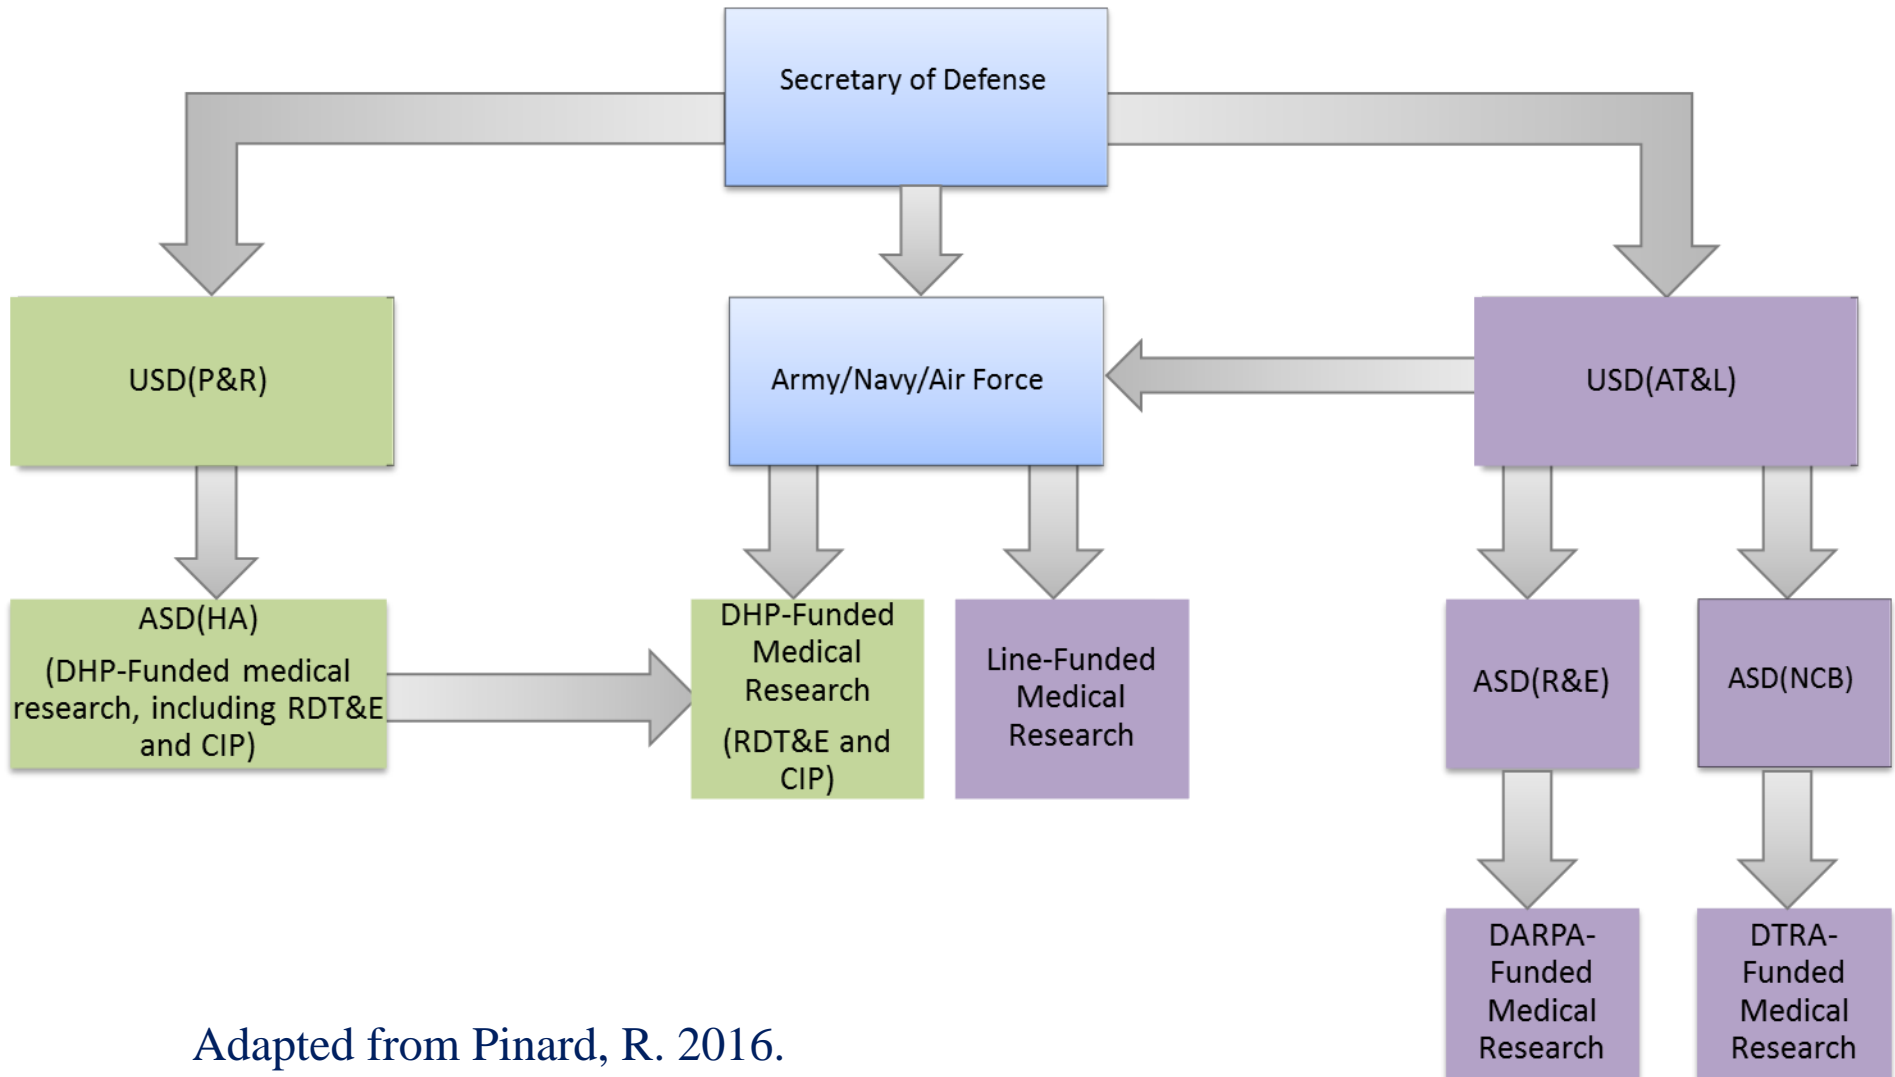 Secretary of Defense
USD(P&R)
Army/Navy/Air Force
USD(AT&L)
ASD(HA)
(DHP-Funded medical
research, including RDT&E
and CIP)
DHP-Funded
Medical
Research
(RDT&E and
CIP)
Line-Funded
Medical
Research
ASD(R&E)
ASD(NCB)
DARPA-
Funded
Medical
Research
DTRA-
Funded
Medical
Research
Adapted from Pinard, R. 2016.